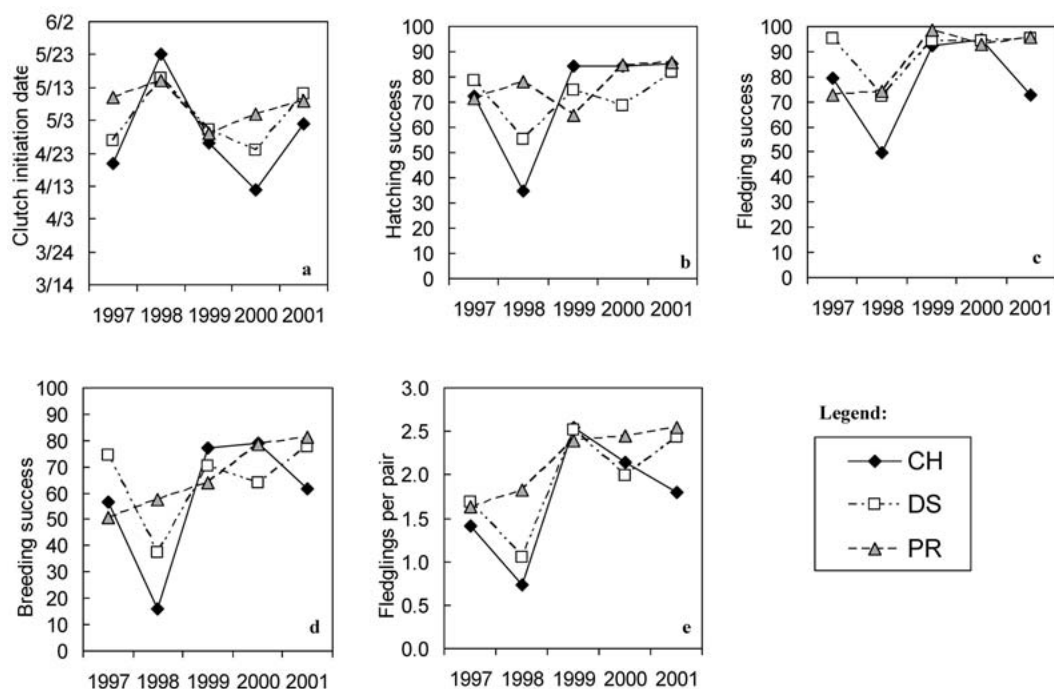 Clutch initiation date
6/2
5/23
5/13
5/3
4/23
4/13
4/3
3/24
3/14
a
1997 1998 1999 2000 2001
Hatching success
100
90
80
70
60
50
40
30
20
10
0
b
1997 1998 1999 2000 2001
Fledging success
100
90
80
70
60
50
40
30
20
10
0
c
1997 1998 1999 2000 2001
Breeding success
100
90
80
70
60
50
40
30
20
10
0
d
1997 1998 1999 2000 2001
Fledglings per pair
3.0
2.5
2.0
1.5
1.0
0.5
0.0
e
1997 1998 1999 2000 2001
Legend:
CH
DS
PR